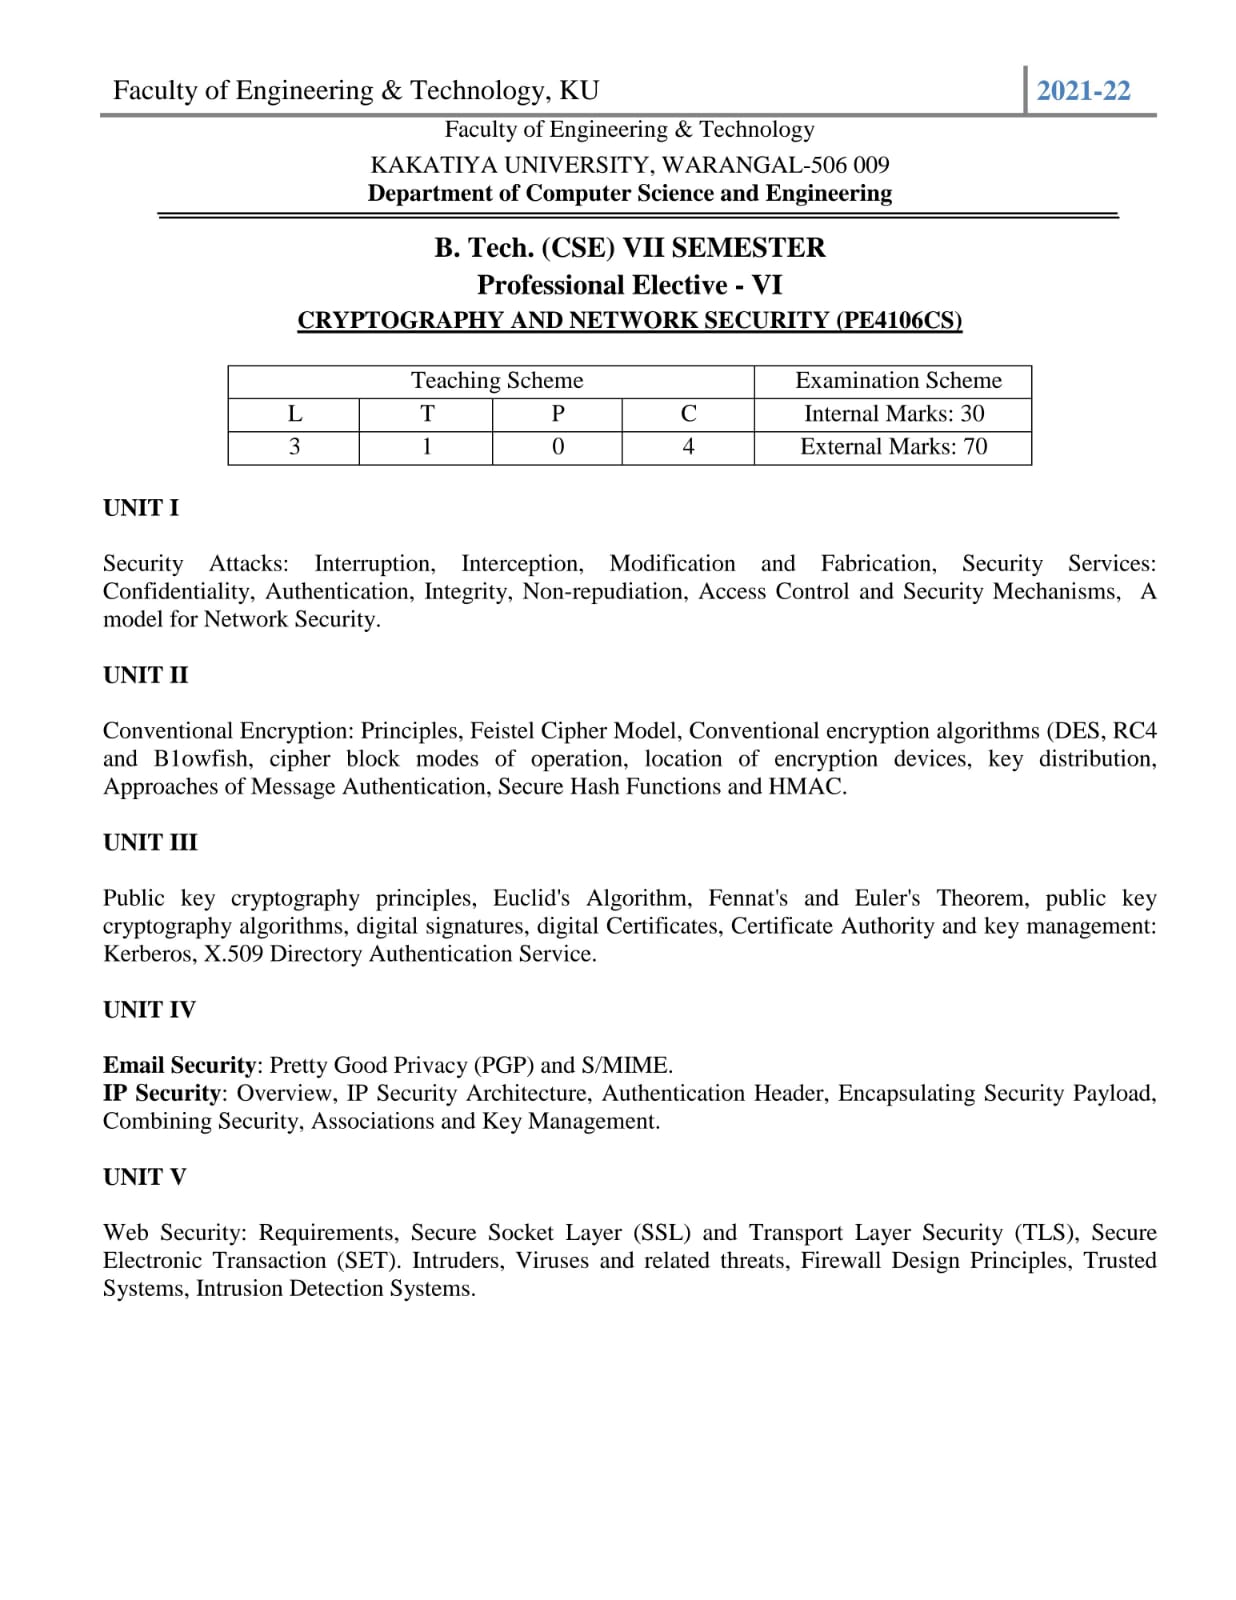 Faculty of Engineering & Technology, KU 2021-22
Faculty of Engineering & Technology
KAKATIYA UNIVERSITY, WARANGAL-506 009
Department of Computer Science and Engineering
B. Tech. (CSE) VII SEMESTER
Professional Elective - VI
CRYPTOGRAPHY AND NETWORK SECURITY (PE4106CS)
Teaching Scheme Examination Scheme
L T P C Internal Marks: 30
3 1 0 4 External Marks: 70
UNIT I
Security Attacks: Interruption, Interception, Modification and Fabrication, Security Services:
Confidentiality, Authentication, Integrity, Non-repudiation, Access Control and Security Mechanisms, A
model for Network Security.
UNIT II
Conventional Encryption: Principles, Feistel Cipher Model, Conventional encryption algorithms (DES, RC4
and B1owfish, cipher block modes of operation, location of encryption devices, key distribution,
Approaches of Message Authentication, Secure Hash Functions and HMAC.
UNIT III
Public key cryptography principles, Euclid's Algorithm, Fennat's and Euler's Theorem, public key
cryptography algorithms, digital signatures, digital Certificates, Certificate Authority and key management:
Kerberos, X.509 Directory Authentication Service.
UNIT IV
Email Security: Pretty Good Privacy (PGP) and S/MIME.
IP Security: Overview, IP Security Architecture, Authentication Header, Encapsulating Security Payload,
Combining Security, Associations and Key Management.
UNIT V
Web Security: Requirements, Secure Socket Layer (SSL) and Transport Layer Security (TLS), Secure
Electronic Transaction (SET). Intruders, Viruses and related threats, Firewall Design Principles, Trusted
Systems, Intrusion Detection Systems.